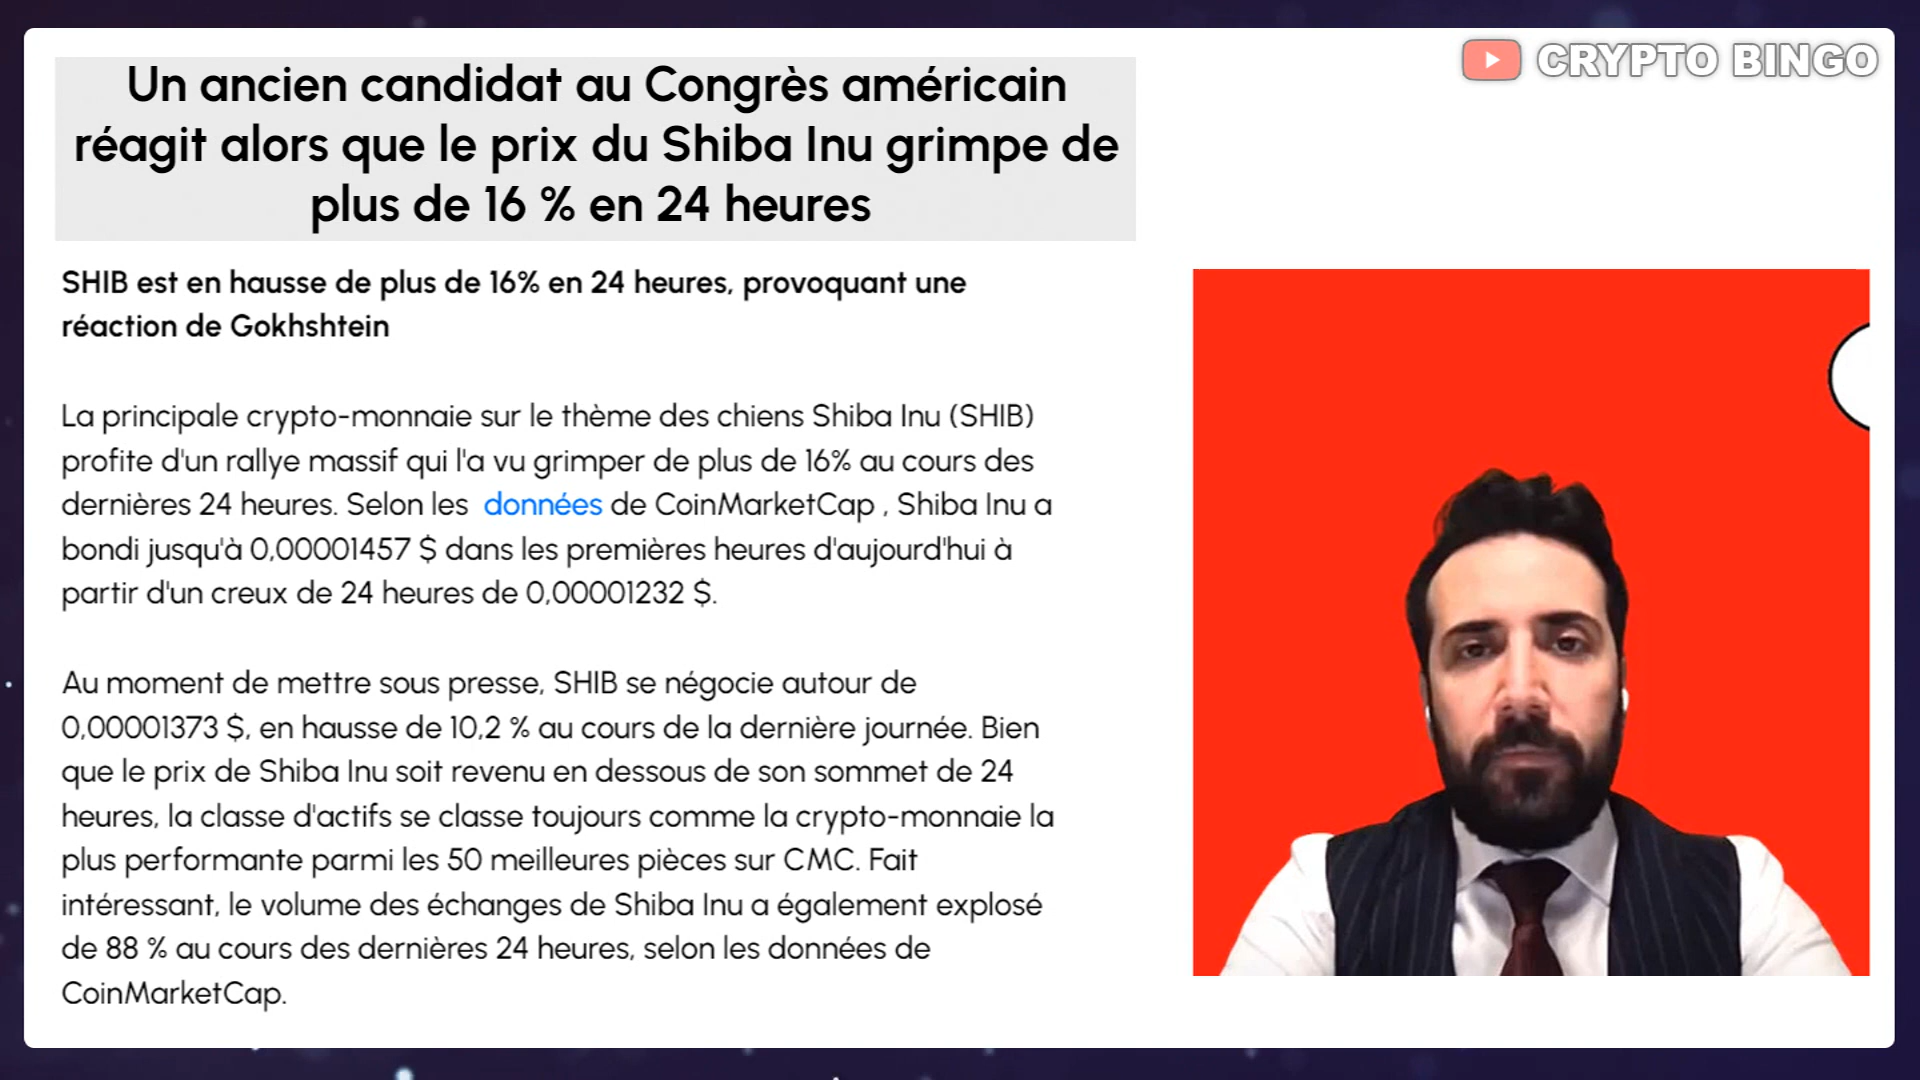 CRYPTO BINGO
Un ancien candidat au Congrès américain
réagit alors que le prix du Shiba Inu grimpe de
plus de 16 % en 24 heures
SHIB est en hausse de plus de 16% en 24 heures, provoquant une
réaction de Gokhshtein
La principale crypto-monnaie sur le thème des chiens Shiba Inu (SHIB)
profite d'un rallye massif qui l'a vu grimper de plus de 16% au cours des
dernières 24 heures. Selon les données de CoinMarketCap , Shiba Inu a
bondi jusqu'à 0,00001457 $ dans les premières heures d'aujourd'hui à
partir d'un creux de 24 heures de 0,00001232 $.
Au moment de mettre sous presse, SHIB se négocie autour de
0,00001373 $, en hausse de 10,2 % au cours de la dernière journée. Bien
que le prix de Shiba Inu soit revenu en dessous de son sommet de 24
heures, la classe d'actifs se classe toujours comme la crypto-monnaie la
plus performante parmi les 50 meilleures pièces sur CMC. Fait
intéressant, le volume des échanges de Shiba Inu a également explosé
de 88 % au cours des dernières 24 heures, selon les données de
CoinMarketCap.